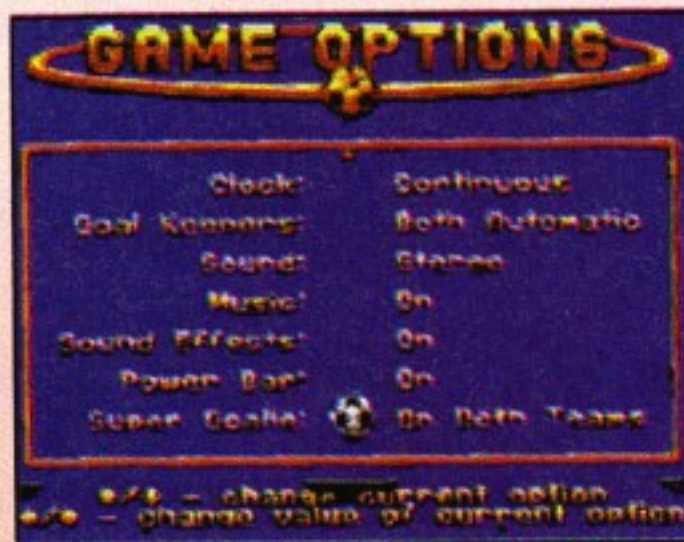 GAME OPTIONS
Clock: Continuous
Goal Keepers: Both Automatic
Sound: Stereo
Music: On
Sound Effects: On
Power Bar: On
Super Goalie: On Both Teams
- change current option
- change value of current option